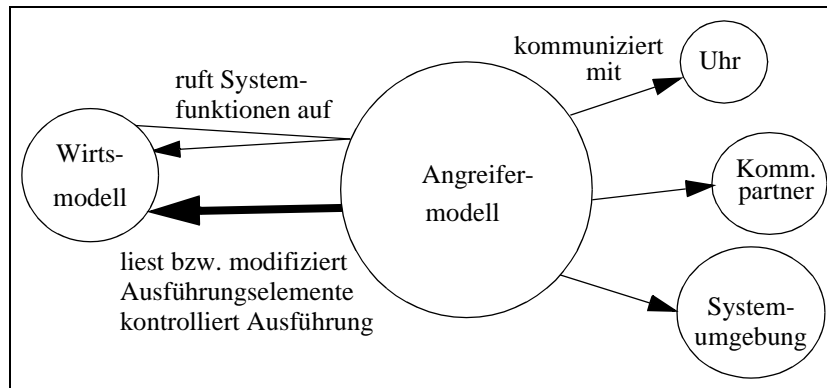 kommuniziert
mit
Uhr
ruft System-
funktionen auf
Wirts-
modell
Angreifer-
modell
Komm.
partner
liest bzw. modifiziert
Ausführungselemente
kontrolliert Ausführung
System-
umgebung